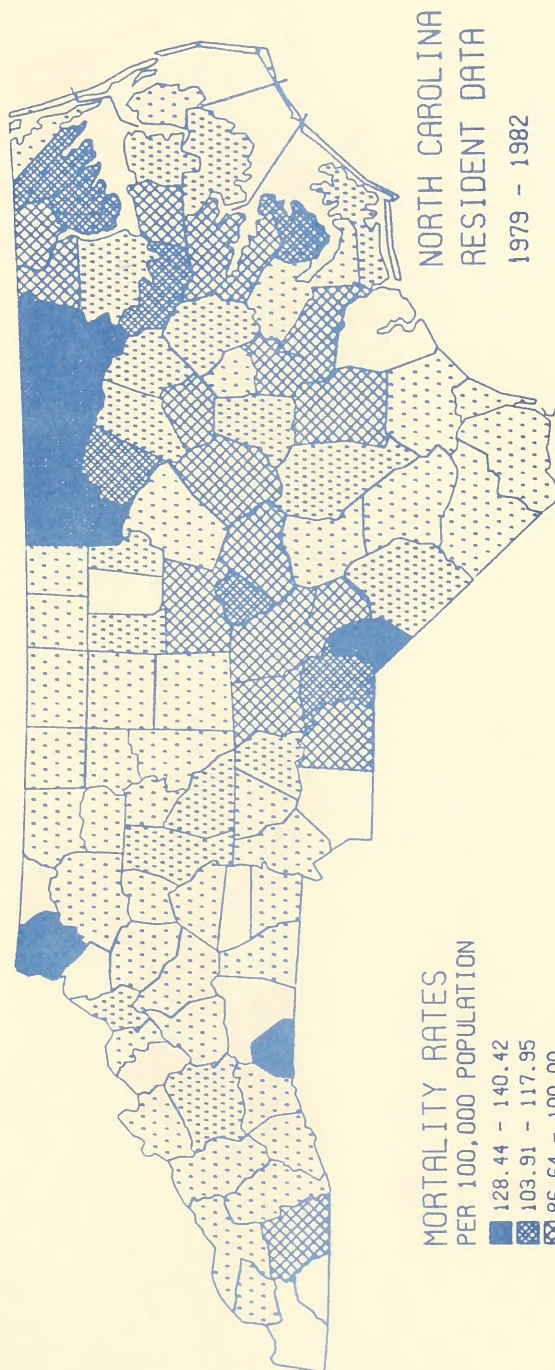 NORTH CAROLINA
RESIDENT DATA
1979 - 1982
MORTALITY RATES
PER 100,000 POPULATION
128.44 - 140.42
103.91 - 117.95